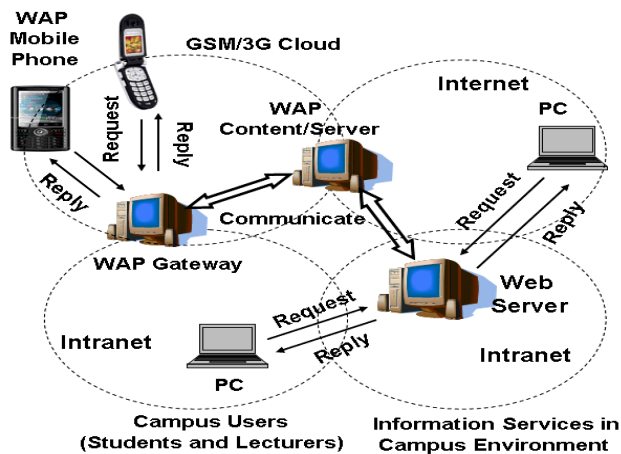 WAP
Mobile
Phone
GSM/3G Cloud
Internet
PC
WAP
Content/Server
Request
Reply
Reply
Request
Reply
Communicate
WAP Gateway
Web
Server
Intranet
Request
Reply
PC
Intranet
Campus Users
(Students and Lecturers)
Information Services in
Campus Environment